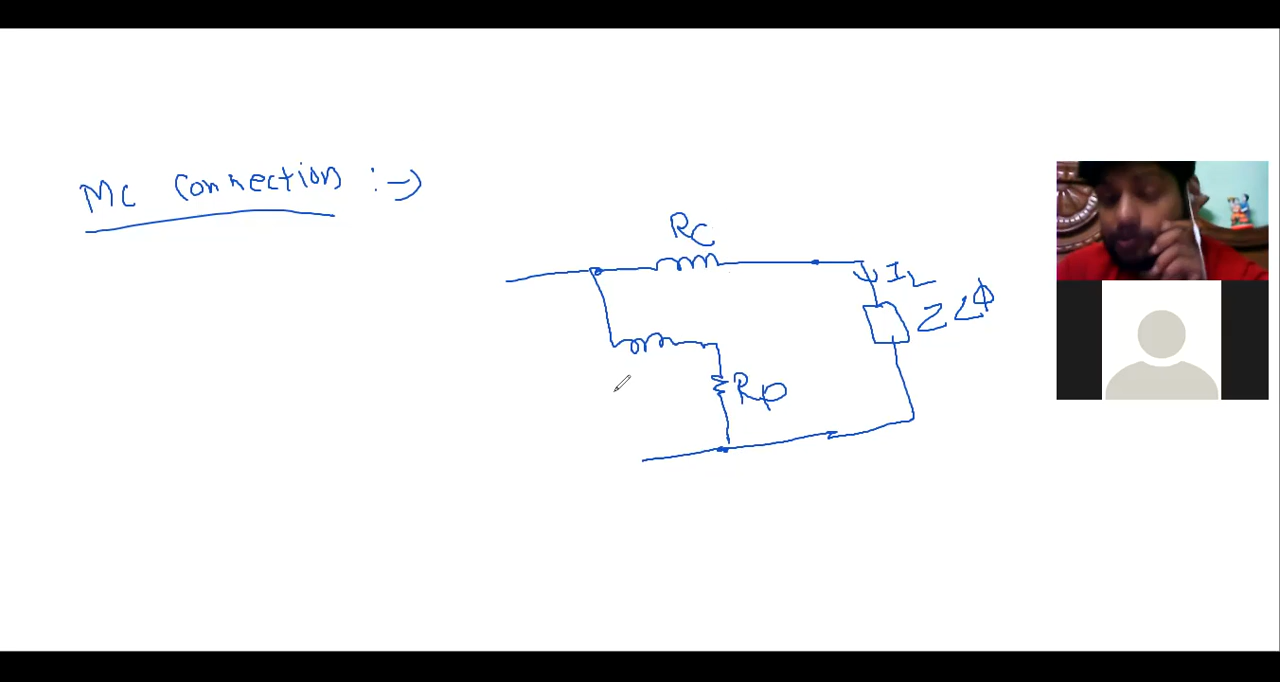 MC Connection :->
RC
IL
Z∠Φ
Rp